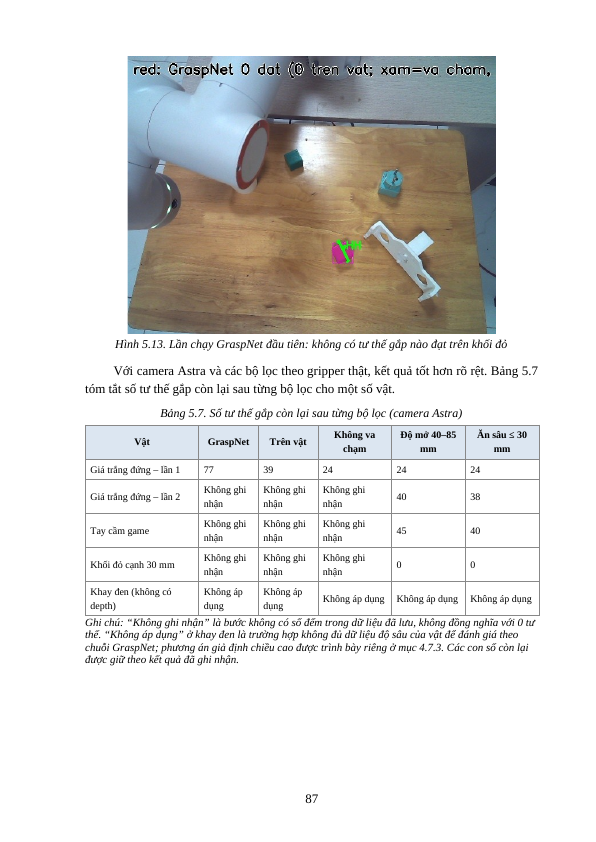 red: GraspNet 0 dat (0 tren vat; xam=va cham,
Hình 5.13. Lần chạy GraspNet đầu tiên: không có tư thế gắp nào đạt trên khối đỏ
Với camera Astra và các bộ lọc theo gripper thật, kết quả tốt hơn rõ rệt. Bảng 5.7
tóm tắt số tư thế gắp còn lại sau từng bộ lọc cho một số vật.
Bảng 5.7. Số tư thế gắp còn lại sau từng bộ lọc (camera Astra)
Vật GraspNet Trên vật Không va chạm Độ mở 40–85 mm Ăn sâu ≤ 30 mm
Giá trắng đứng – lần 1 77 39 24 24 24
Giá trắng đứng – lần 2 Không ghi nhận Không ghi nhận Không ghi nhận 40 38
Tay cầm game Không ghi nhận Không ghi nhận Không ghi nhận 45 40
Khối đỏ cạnh 30 mm Không ghi nhận Không ghi nhận Không ghi nhận 0 0
Khay đen (không có depth) Không áp dụng Không áp dụng Không áp dụng Không áp dụng Không áp dụng
Ghi chú: “Không ghi nhận” là bước không có số đếm trong dữ liệu đã lưu, không đồng nghĩa với 0 tư
thế. “Không áp dụng” ở khay đen là trường hợp không đủ dữ liệu độ sâu của vật để đánh giá theo
chuỗi GraspNet; phương án giả định chiều cao được trình bày riêng ở mục 4.7.3. Các con số còn lại
được giữ theo kết quả đã ghi nhận.
87